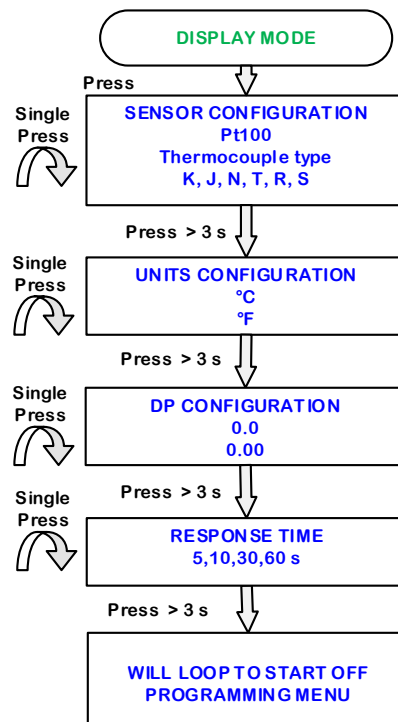 DISPLAY MODE
Press
Single
Press
SENSOR CONFIGURATION
Pt100
Thermocouple type
K, J, N, T, R, S
Press > 3 s
Single
Press
UNITS CONFIGURATION
°C
°F
Press > 3 s
Single
Press
DP CONFIGURATION
0.0
0.00
Press > 3 s
Single
Press
RESPONSE TIME
5,10,30,60 s
Press > 3 s
WILL LOOP TO START OFF
PROGRAMMING MENU